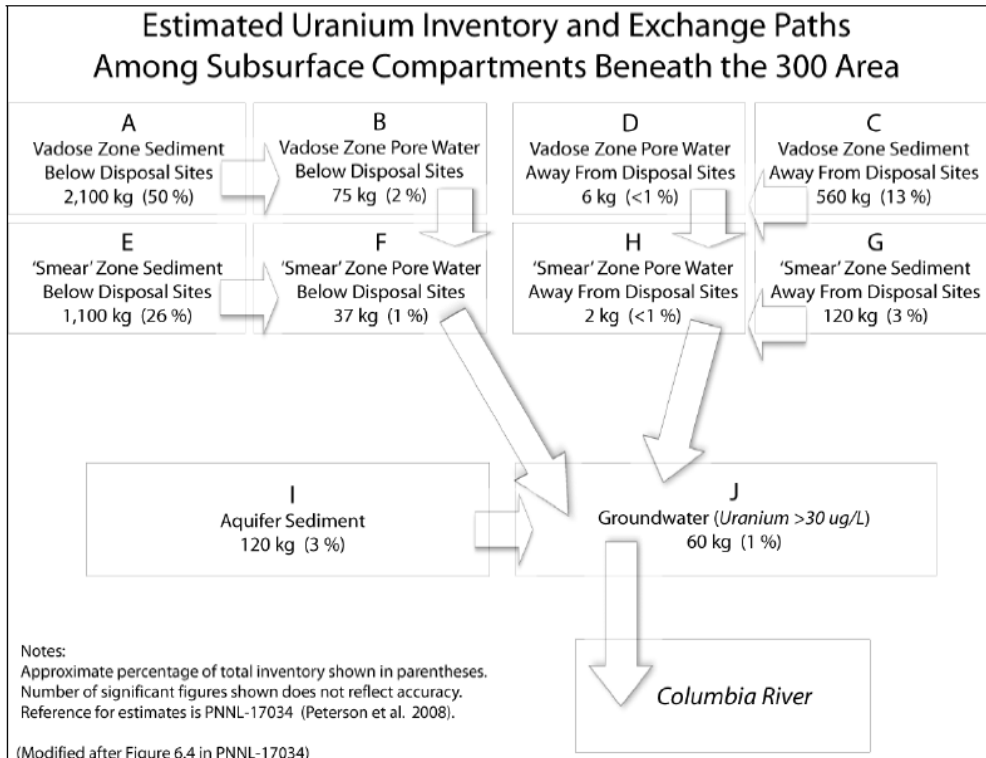 Estimated Uranium Inventory and Exchange Paths
Among Subsurface Compartments Beneath the 300 Area
A
Vadose Zone Sediment
Below Disposal Sites
2,100 kg (50 %)
B
Vadose Zone Pore Water
Below Disposal Sites
75 kg (2 %)
D
Vadose Zone Pore Water
Away From Disposal Sites
6 kg (<1 %)
C
Vadose Zone Sediment
Away From Disposal Sites
560 kg (13 %)
E
'Smear' Zone Sediment
Below Disposal Sites
1,100 kg (26 %)
F
'Smear' Zone Pore Water
Below Disposal Sites
37 kg (1 %)
H
'Smear' Zone Pore Water
Away From Disposal Sites
2 kg (<1 %)
G
'Smear' Zone Sediment
Away From Disposal Sites
120 kg (3 %)
I
Aquifer Sediment
120 kg (3 %)
J
Groundwater (Uranium >30 ug/L)
60 kg (1 %)
Columbia River
Notes:
Approximate percentage of total inventory shown in parentheses.
Number of significant figures shown does not reflect accuracy.
Reference for estimates is PNNL-17034 (Peterson et al. 2008).
(Modified after Figure 6.4 in PNNL-17034)